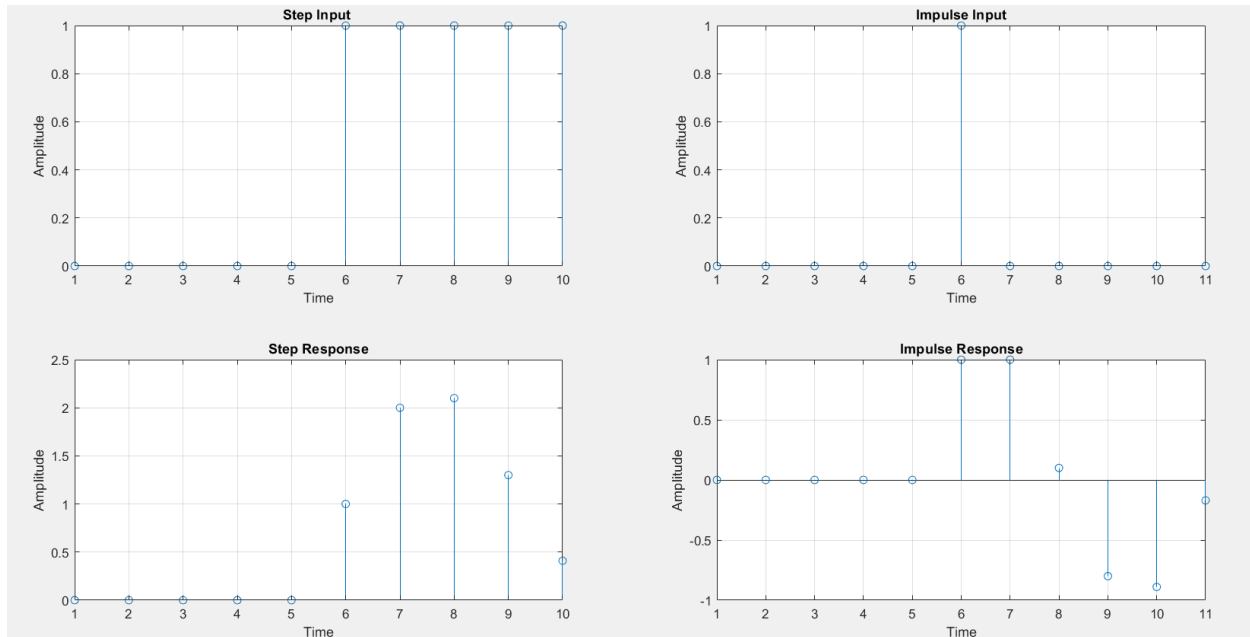 Step Input
Amplitude
1
0.8
0.6
0.4
0.2
0
1 2 3 4 5 6 7 8 9 10
Time
Impulse Input
Amplitude
1
0.8
0.6
0.4
0.2
0
1 2 3 4 5 6 7 8 9 10 11
Time
Step Response
Amplitude
2.5
2
1.5
1
0.5
0
1 2 3 4 5 6 7 8 9 10
Time
Impulse Response
Amplitude
1
0.5
0
-0.5
-1
1 2 3 4 5 6 7 8 9 10 11
Time